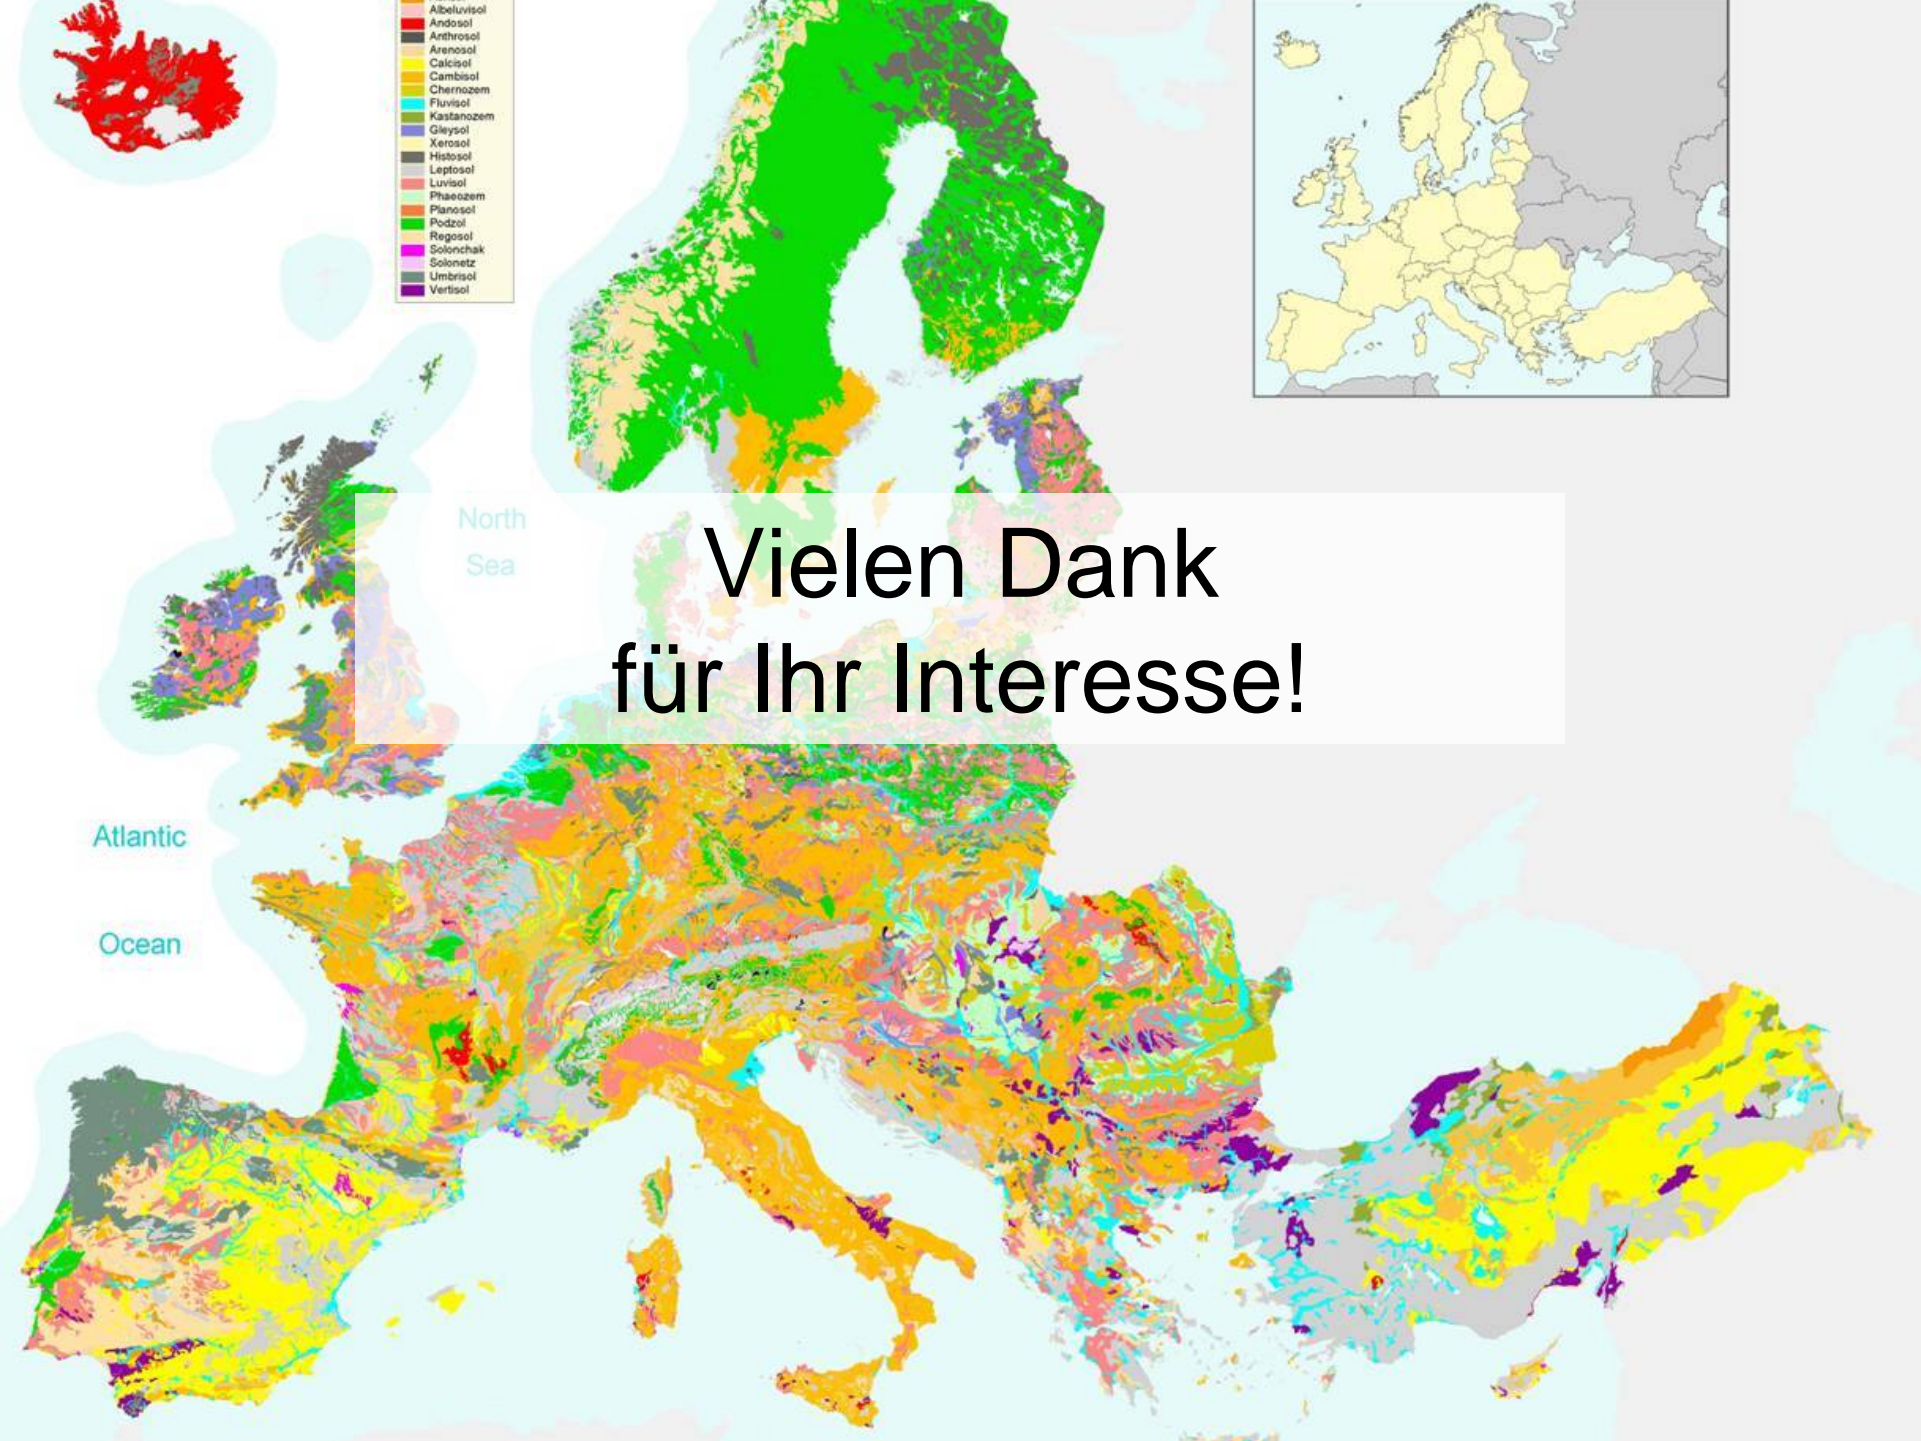 Albeluvisol
Andosol
Anthrosol
Arenosol
Calcisol
Cambisol
Chernozem
Fluvisol
Kastanozem
Gleysol
Xerosol
Histosol
Leptosol
Luvisol
Phaeozem
Planosol
Podzol
Regosol
Solonchak
Solonetz
Umbrisol
Vertisol
North
Sea
Vielen Dank
für Ihr Interesse!
Atlantic
Ocean